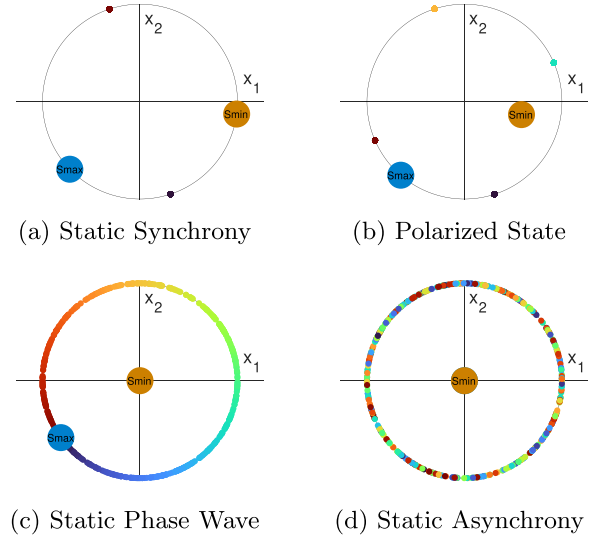 x2
x1
Smin
Smax
(a) Static Synchrony
x2
x1
Smin
Smax
(b) Polarized State
x2
x1
Smin
Smax
(c) Static Phase Wave
x2
x1
Smin
(d) Static Asynchrony